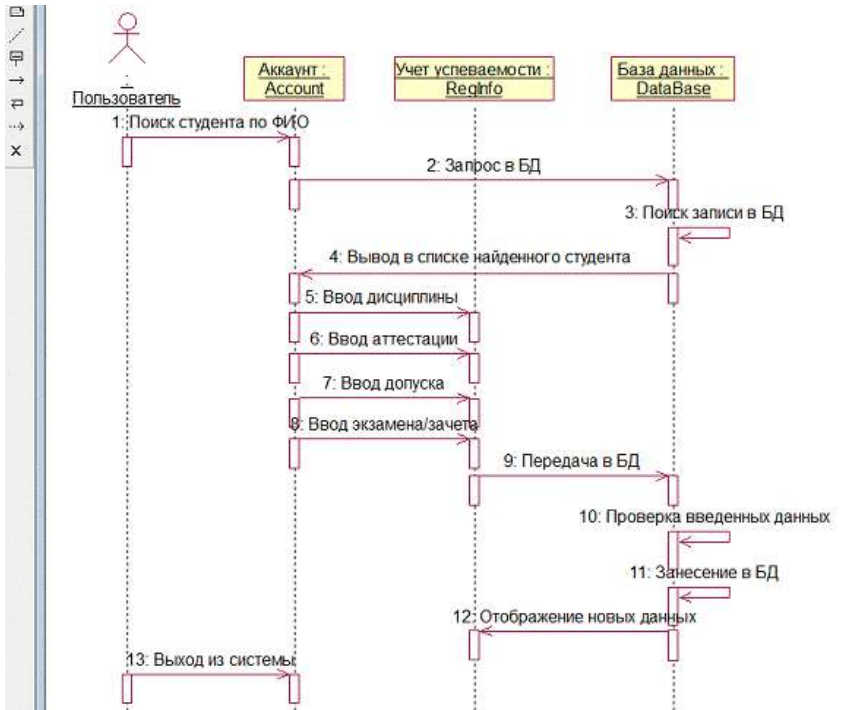 Аккаунт :
Account
Учет успеваемости :
RegInfo
База данных :
DataBase
:
Пользователь
1: Поиск студента по ФИО
2: Запрос в БД
3: Поиск записи в БД
4: Вывод в списке найденного студента
5: Ввод дисциплины
6: Ввод аттестации
7: Ввод допуска
8: Ввод экзамена/зачета
9: Передача в БД
10: Проверка введенных данных
11: Занесение в БД
12: Отображение новых данных
13: Выход из системы